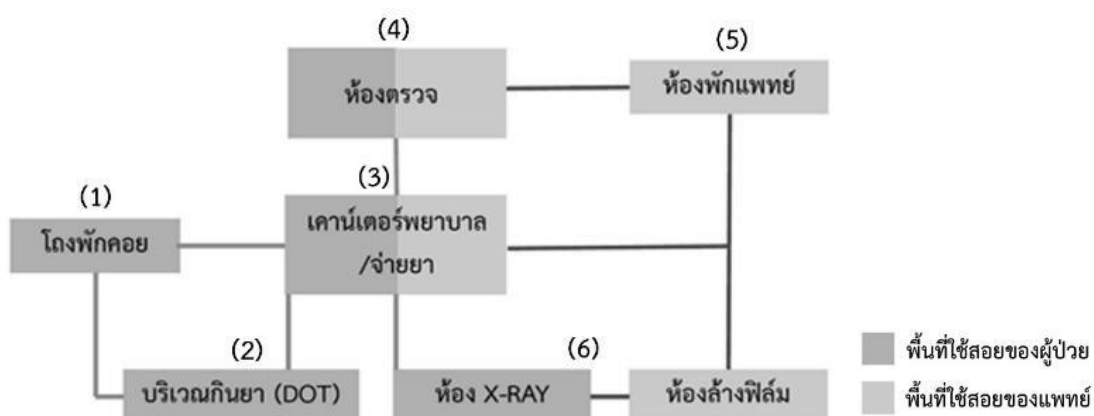 (4)
(5)
ห้องตรวจ
ห้องพักแพทย์
(3)
(1)
เคาน์เตอร์พยาบาล
/จ่ายยา
โถงพักคอย
(2)
(6)
บริเวณกินยา (DOT)
ห้อง X-RAY
ห้องล้างฟิล์ม
พื้นที่ใช้สอยของผู้ป่วย
พื้นที่ใช้สอยของแพทย์